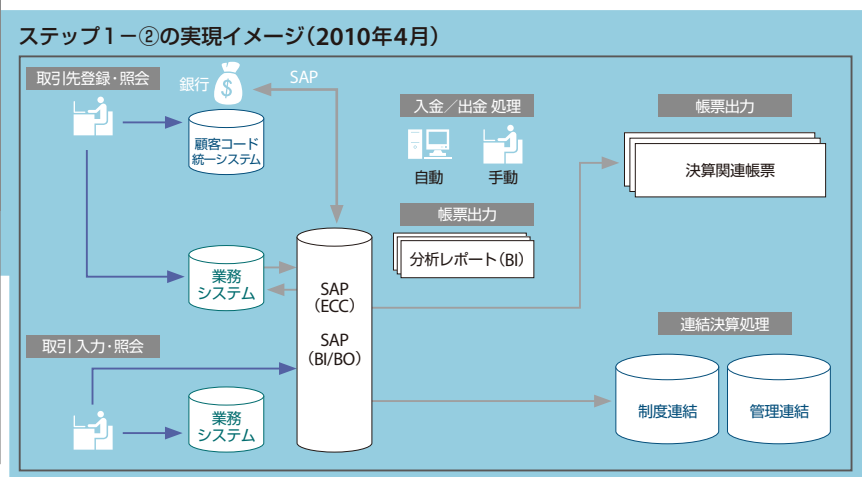 ステップ1－②の実現イメージ（2010年4月）
取引先登録・照会
銀行
$
SAP
顧客コード
統一システム
入金／出金 処理
自動
手動
帳票出力
分析レポート（BI）
帳票出力
決算関連帳票
業務
システム
SAP
（ECC）
SAP
（BI/BO）
取引入力・照会
業務
システム
連結決算処理
制度連結
管理連結